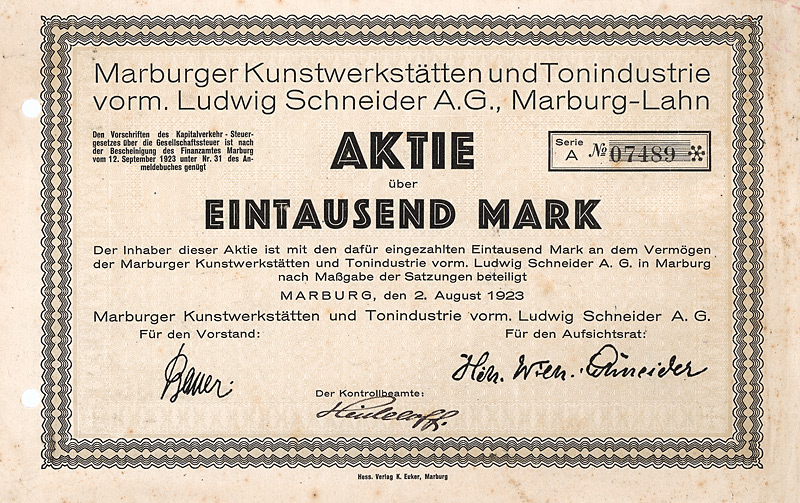 Marburger Kunstwerkstätten und Tonindustrie
vorm. Ludwig Schneider A.G., Marburg-Lahn
Den Vorschriften des Kapitalverkehr-Steuer-
gesetzes über die Gesellschaftssteuer ist nach
der Bescheinigung des Finanzamtes Marburg
vom 12. September 1923 unter Nr. 31 des An-
meldebuches genügt
AKTIE
Serie
A № 07489
über
EINTAUSEND MARK
Der Inhaber dieser Aktie ist mit den dafür eingezahlten Eintausend Mark an dem Vermögen
der Marburger Kunstwerkstätten und Tonindustrie vorm. Ludwig Schneider A. G. in Marburg
nach Maßgabe der Satzungen beteiligt
MARBURG, den 2. August 1923
Marburger Kunstwerkstätten und Tonindustrie vorm. Ludwig Schneider A. G.
Für den Vorstand:
Für den Aufsichtsrat:
Bauer.
Schneider
Der Kontrollbeamte:
Hess. Verlag K. Euker, Marburg